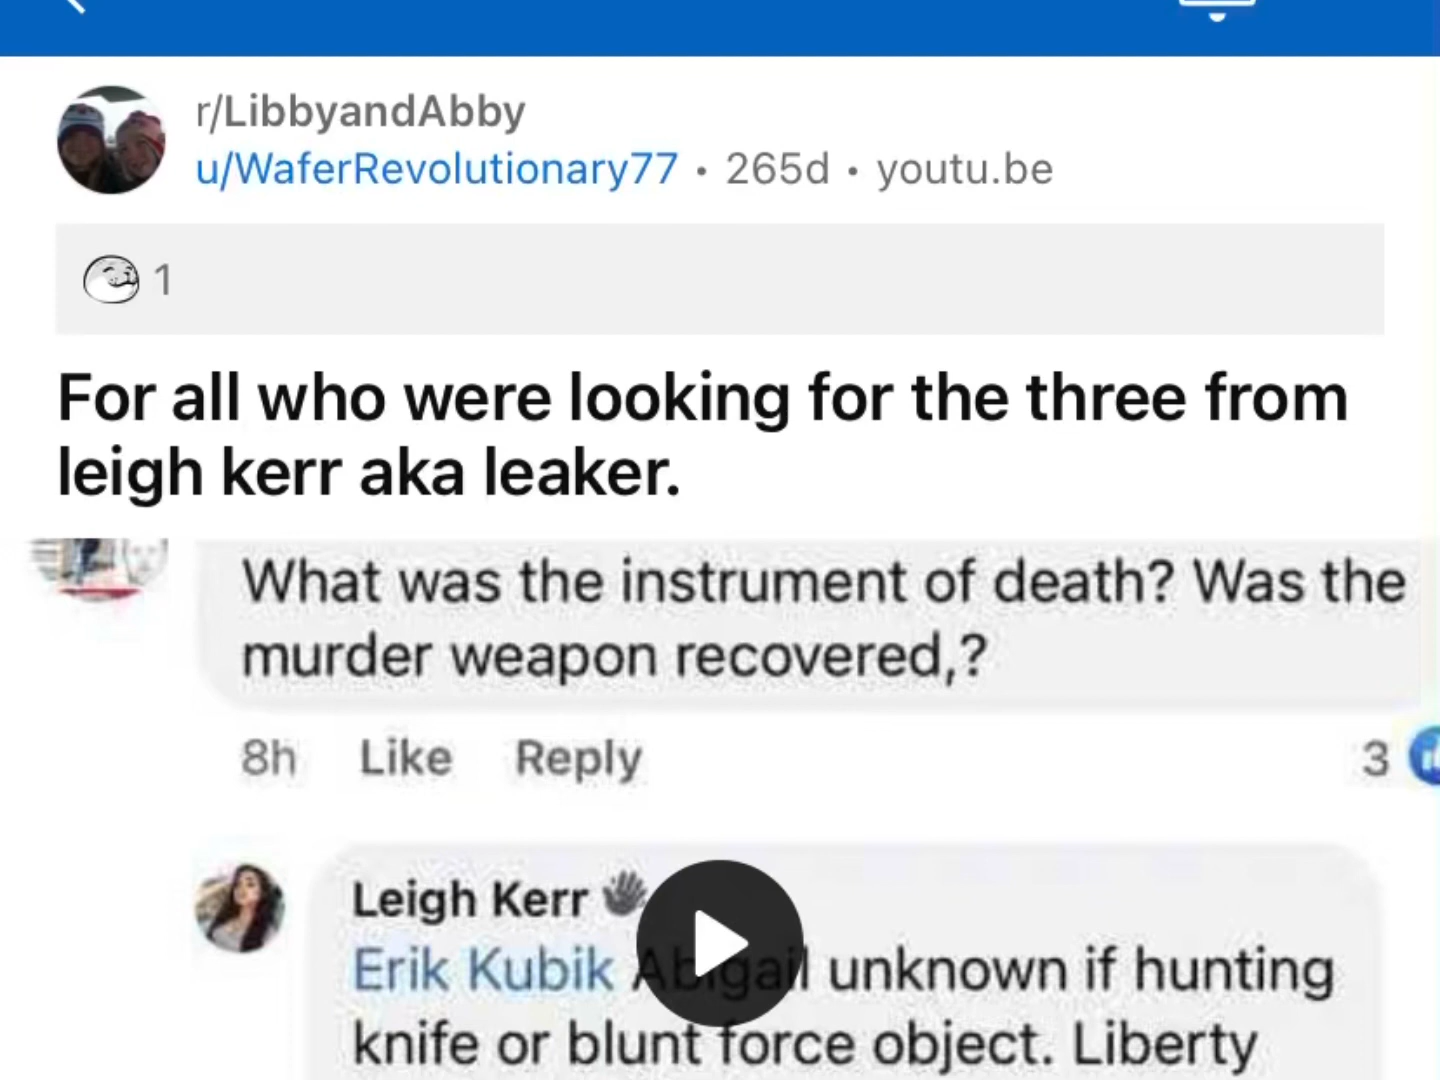 r/LibbyandAbby
u/WaferRevolutionary77 • 265d • youtu.be
1
For all who were looking for the three from
leigh kerr aka leaker.
What was the instrument of death? Was the
murder weapon recovered,?
8h Like Reply 3
Leigh Kerr
Erik Kubik Abigail unknown if hunting
knife or blunt force object. Liberty